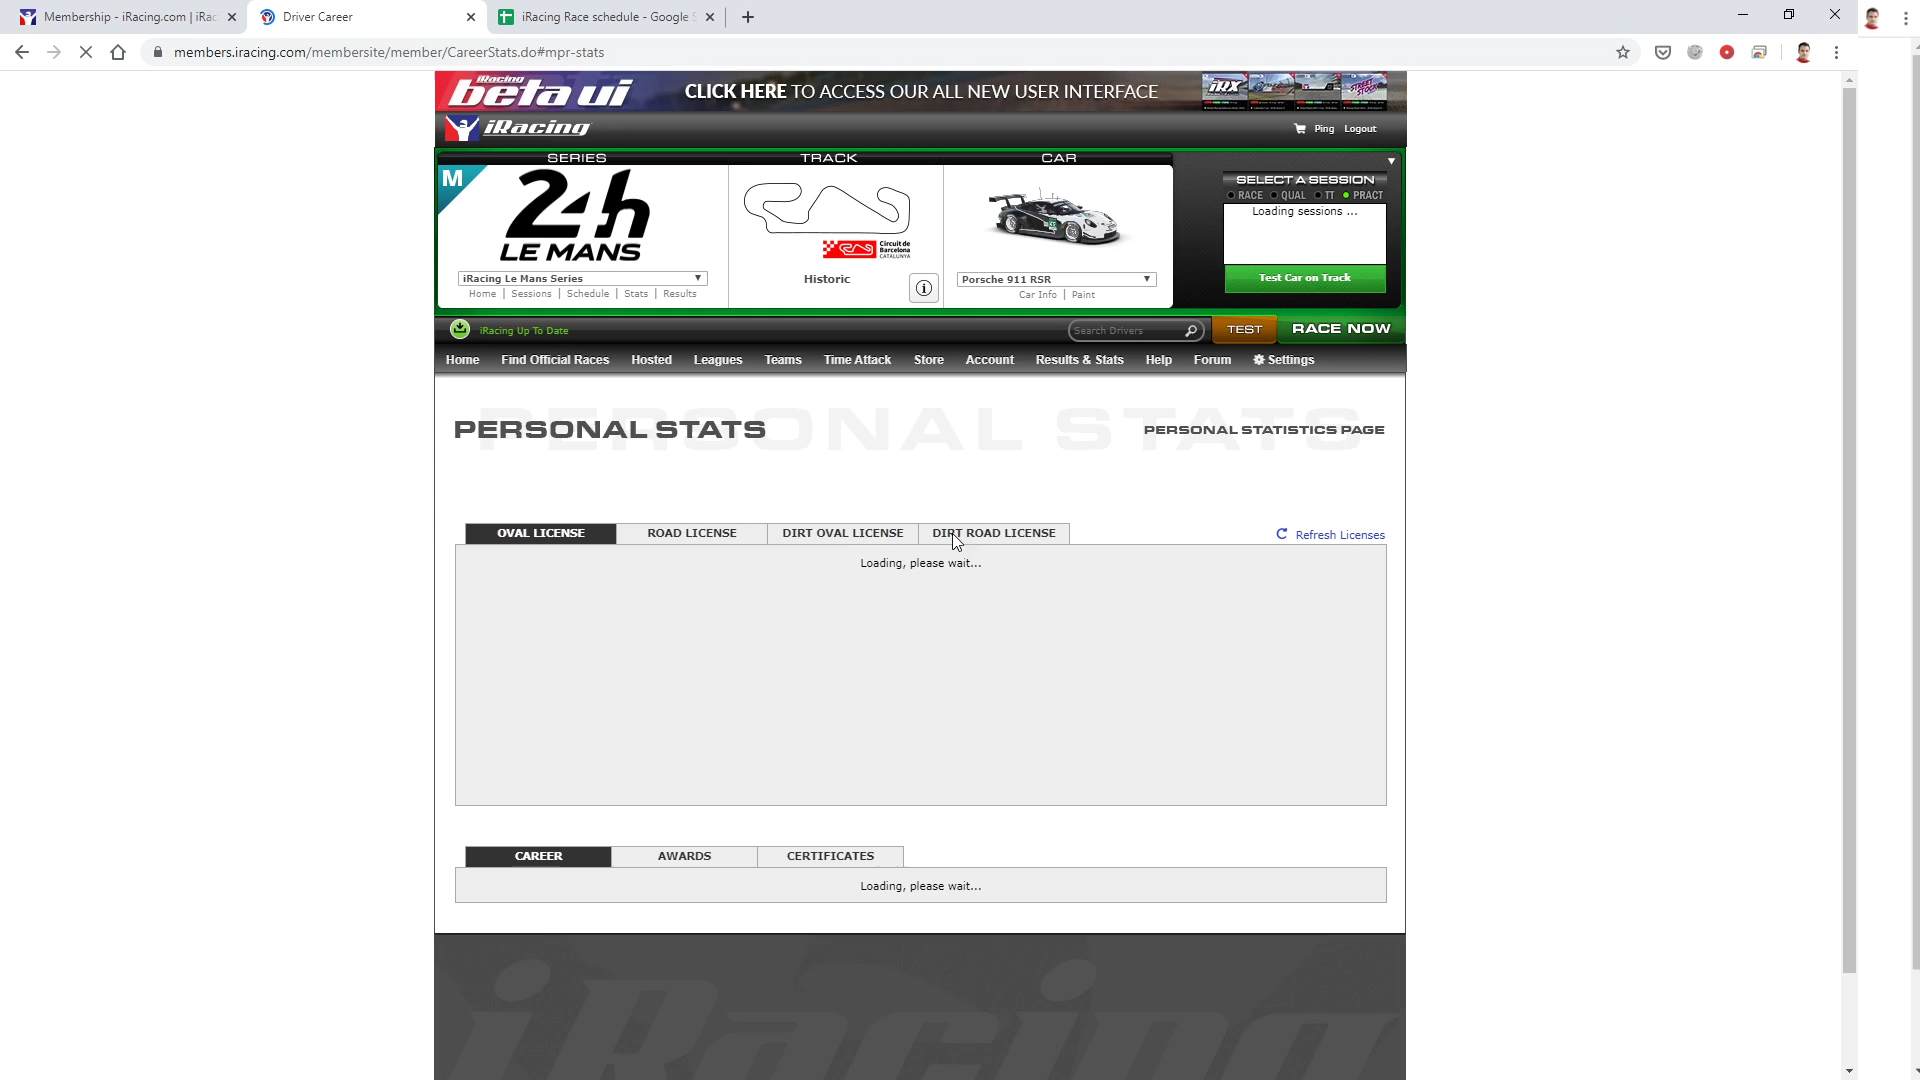 Membership - iRacing.com | iRac
Driver Career
iRacing Race schedule - Google S
members.iracing.com/membersite/member/CareerStats.do#mpr-stats
iRacing
beta ui
CLICK HERE TO ACCESS OUR ALL NEW USER INTERFACE
iRX
STREET STOCK
iRacing
Ping Logout
SERIES TRACK CAR
M
24h
LE MANS
iRacing Le Mans Series
Home | Sessions | Schedule | Stats | Results
Circuit de
Barcelona
CATALUNYA
Historic
Porsche 911 RSR
Car Info | Paint
SELECT A SESSION
RACE QUAL TT PRACT
Loading sessions ...
Test Car on Track
iRacing Up To Date
Search Drivers
TEST
RACE NOW
Home Find Official Races Hosted Leagues Teams Time Attack Store Account Results & Stats Help Forum Settings
PERSONAL STATS
PERSONAL STATS
PERSONAL STATISTICS PAGE
OVAL LICENSE ROAD LICENSE DIRT OVAL LICENSE DIRT ROAD LICENSE
Refresh Licenses
Loading, please wait...
CAREER AWARDS CERTIFICATES
Loading, please wait...
iRacing